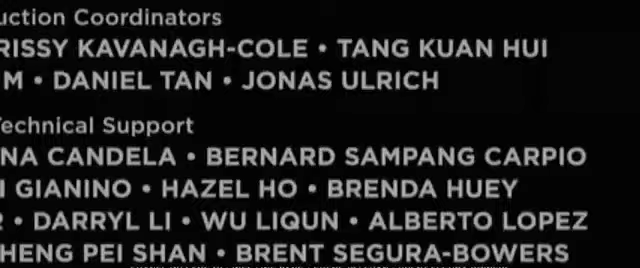 uction Coordinators
RISSY KAVANAGH-COLE • TANG KUAN HUI
M • DANIEL TAN • JONAS ULRICH
Technical Support
NA CANDELA • BERNARD SAMPANG CARPIO
I GIANINO • HAZEL HO • BRENDA HUEY
R • DARRYL LI • WU LIQUN • ALBERTO LOPEZ
HENG PEI SHAN • BRENT SEGURA-BOWERS